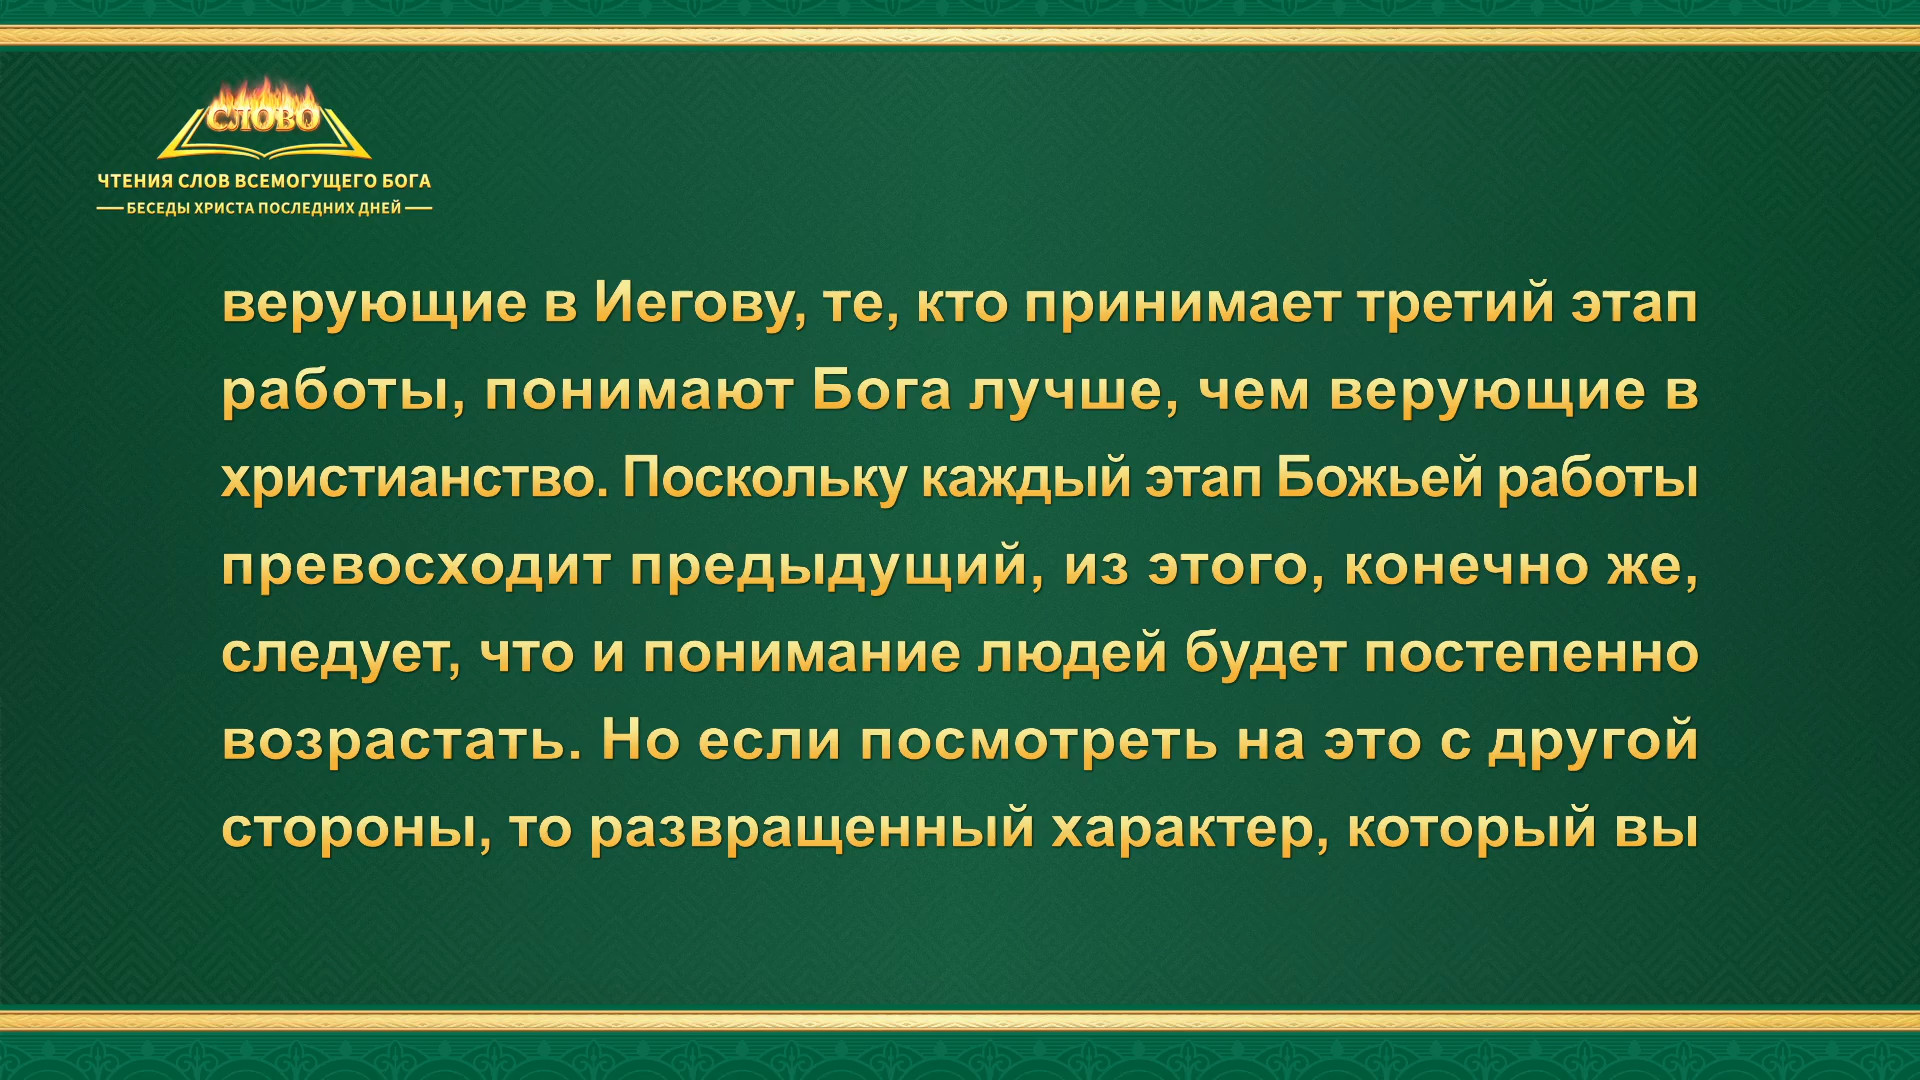 СЛОВО
ЧТЕНИЯ СЛОВ ВСЕМОГУЩЕГО БОГА
БЕСЕДЫ ХРИСТА ПОСЛЕДНИХ ДНЕЙ
верующие в Иегову, те, кто принимает третий этап
работы, понимают Бога лучше, чем верующие в
христианство. Поскольку каждый этап Божьей работы
превосходит предыдущий, из этого, конечно же,
следует, что и понимание людей будет постепенно
возрастать. Но если посмотреть на это с другой
стороны, то развращенный характер, который вы